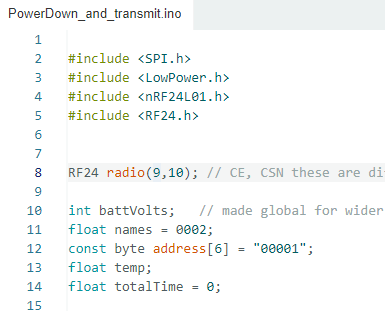 PowerDown_and_transmit.ino
1
2 #include <SPI.h>
3 #include <LowPower.h>
4 #include <nRF24L01.h>
5 #include <RF24.h>
6
7
8 RF24 radio(9,10); // CE, CSN these are di
9
10 int battVolts; // made global for wider
11 float names = 0002;
12 const byte address[6] = "00001";
13 float temp;
14 float totalTime = 0;
15